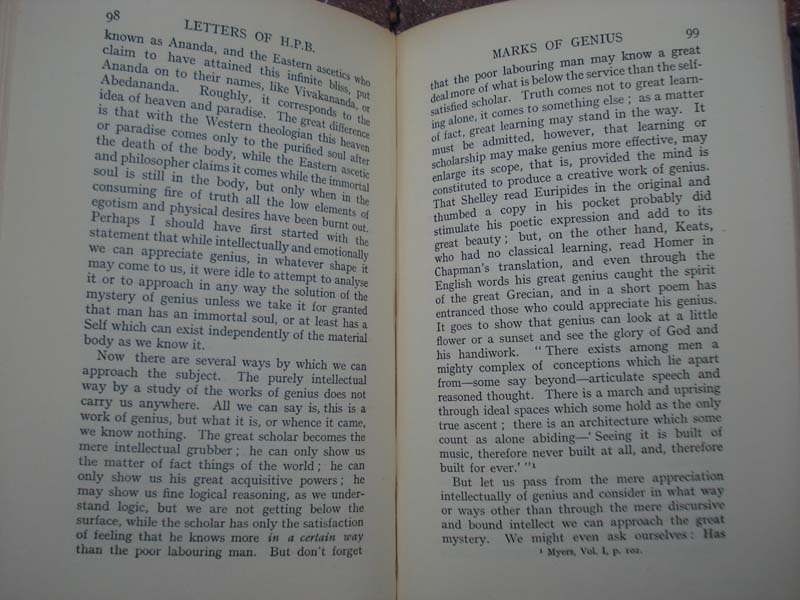 98
LETTERS OF H.P.B.
known as Ananda, and the Eastern ascetics who
claim to have attained this infinite bliss, put
Ananda on to their names, like Vivakananda, or
Abedananda. Roughly, it corresponds to the
idea of heaven and paradise. The great difference
is that with the Western theologian this heaven
or paradise comes only to the purified soul after
the death of the body, while the Eastern ascetic
and philosopher claims it comes while the immortal
soul is still in the body, but only when in the
consuming fire of truth all the low elements of
egotism and physical desires have been burnt out.
Perhaps I should have first started with the
statement that while intellectually and emotionally
we can appreciate genius, in whatever shape it
may come to us, it were idle to attempt to analyse
it or to approach in any way the solution of the
mystery of genius unless we take it for granted
that man has an immortal soul, or at least has a
Self which can exist independently of the material
body as we know it.
Now there are several ways by which we can
approach the subject. The purely intellectual
way by a study of the works of genius does not
carry us anywhere. All we can say is, this is a
work of genius, but what it is, or whence it came,
we know nothing. The great scholar becomes the
mere intellectual grubber; he can only show us
the matter of fact things of the world; he can
only show us his great acquisitive powers; he
may show us fine logical reasoning, as we under-
stand logic, but we are not getting below the
surface, while the scholar has only the satisfaction
of feeling that he knows more in a certain way
than the poor labouring man. But don't forget
MARKS OF GENIUS
99
that the poor labouring man may know a great
deal more of what is below the service than the self-
satisfied scholar. Truth comes not to great learn-
ing alone, it comes to something else; as a matter
of fact, great learning may stand in the way. It
must be admitted, however, that learning or
scholarship may make genius more effective, may
enlarge its scope, that is, provided the mind is
constituted to produce a creative work of genius.
That Shelley read Euripides in the original and
thumbed a copy in his pocket probably did
stimulate his poetic expression and add to its
great beauty; but, on the other hand, Keats,
who had no classical learning, read Homer in
Chapman's translation, and even through the
English words his great genius caught the spirit
of the great Grecian, and in a short poem has
entranced those who could appreciate his genius.
It goes to show that genius can look at a little
flower or a sunset and see the glory of God and
his handiwork. "There exists among men a
mighty complex of conceptions which lie apart
from—some say beyond—articulate speech and
reasoned thought. There is a march and uprising
through ideal spaces which some hold as the only
true ascent; there is an architecture which some
count as alone abiding—'Seeing it is built of
music, therefore never built at all, and, therefore
built for ever.'"¹
But let us pass from the mere appreciation
intellectually of genius and consider in what way
or ways other than through the mere discursive
and bound intellect we can approach the great
mystery. We might even ask ourselves: Has
¹ Myers, Vol. I, p. 102.